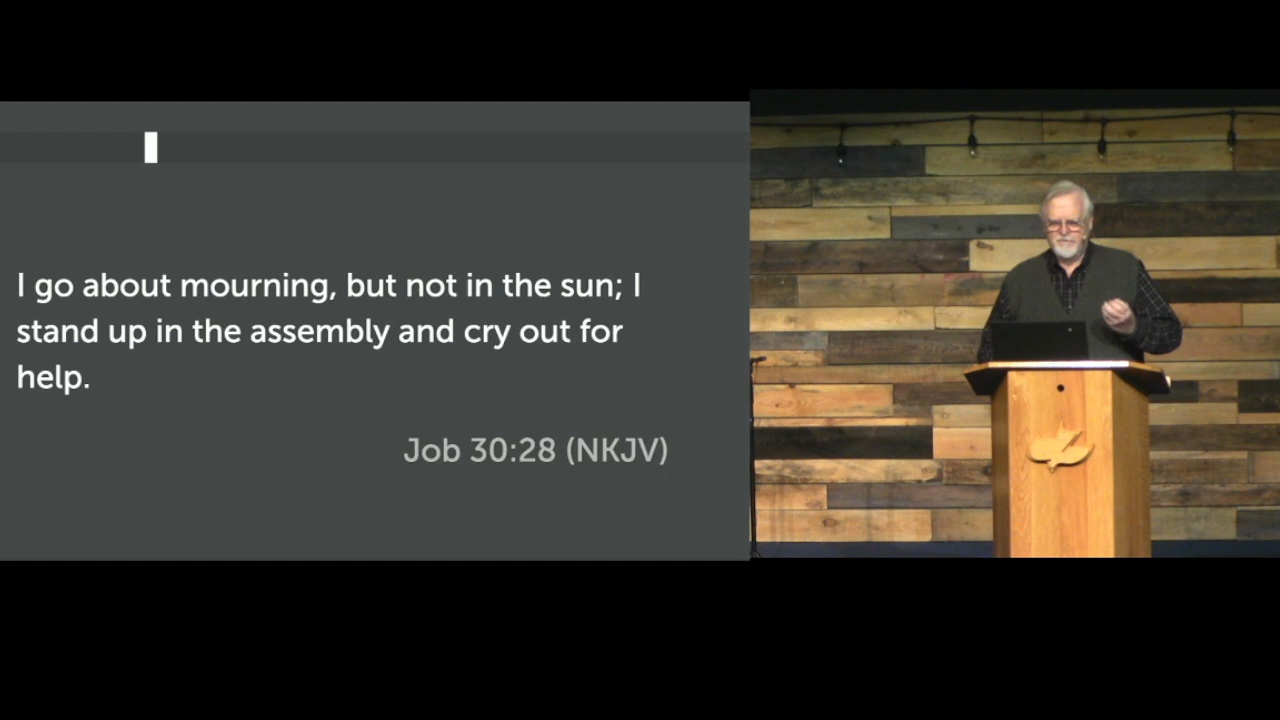 I go about mourning, but not in the sun; I
stand up in the assembly and cry out for
help.
Job 30:28 (NKJV)